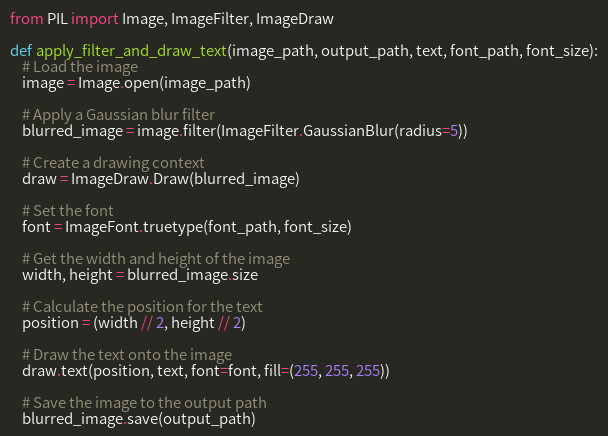 from PIL import Image, ImageFilter, ImageDraw

def apply_filter_and_draw_text(image_path, output_path, text, font_path, font_size):
    # Load the image
    image = Image.open(image_path)

    # Apply a Gaussian blur filter
    blurred_image = image.filter(ImageFilter.GaussianBlur(radius=5))

    # Create a drawing context
    draw = ImageDraw.Draw(blurred_image)

    # Set the font
    font = ImageFont.truetype(font_path, font_size)

    # Get the width and height of the image
    width, height = blurred_image.size

    # Calculate the position for the text
    position = (width // 2, height // 2)

    # Draw the text onto the image
    draw.text(position, text, font=font, fill=(255, 255, 255))

    # Save the image to the output path
    blurred_image.save(output_path)